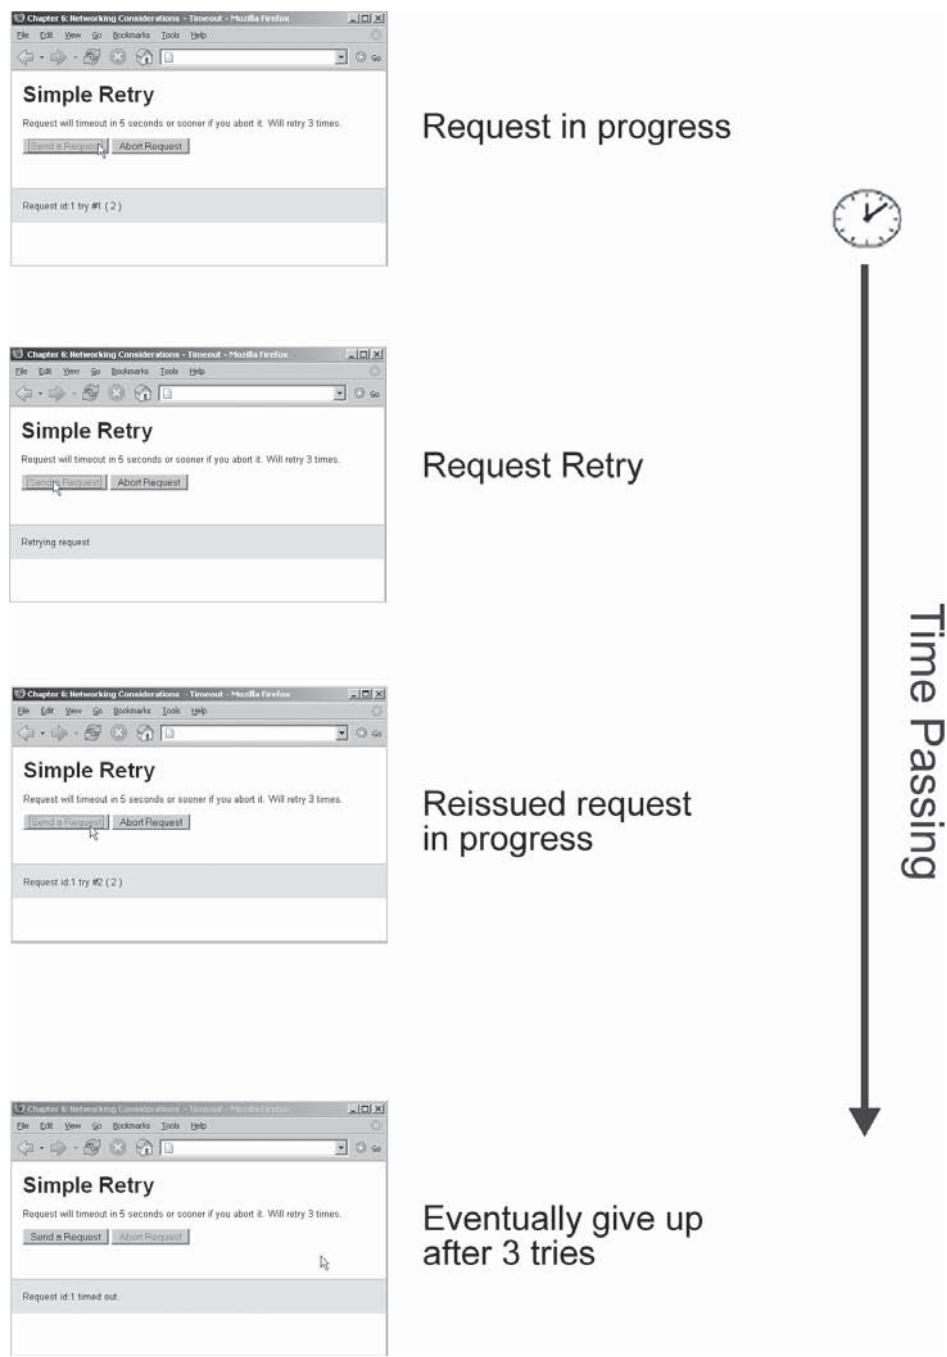 Chapter 6: Networking Considerations - Timeout - Mozilla Firefox
File Edit View Go Bookmarks Tools Help
Go
Simple Retry
Request will timeout in 5 seconds or sooner if you abort it. Will retry 3 times.
Send a Request Abort Request
Request id:1 try #1 ( 2 )
Request in progress
Chapter 6: Networking Considerations - Timeout - Mozilla Firefox
File Edit View Go Bookmarks Tools Help
Go
Simple Retry
Request will timeout in 5 seconds or sooner if you abort it. Will retry 3 times.
Send a Request Abort Request
Retrying request
Request Retry
Chapter 6: Networking Considerations - Timeout - Mozilla Firefox
File Edit View Go Bookmarks Tools Help
Go
Simple Retry
Request will timeout in 5 seconds or sooner if you abort it. Will retry 3 times.
Send a Request Abort Request
Request id:1 try #2 ( 2 )
Reissued request
in progress
Chapter 6: Networking Considerations - Timeout - Mozilla Firefox
File Edit View Go Bookmarks Tools Help
Go
Simple Retry
Request will timeout in 5 seconds or sooner if you abort it. Will retry 3 times.
Send a Request Abort Request
Request id:1 timed out.
Eventually give up
after 3 tries
Time Passing